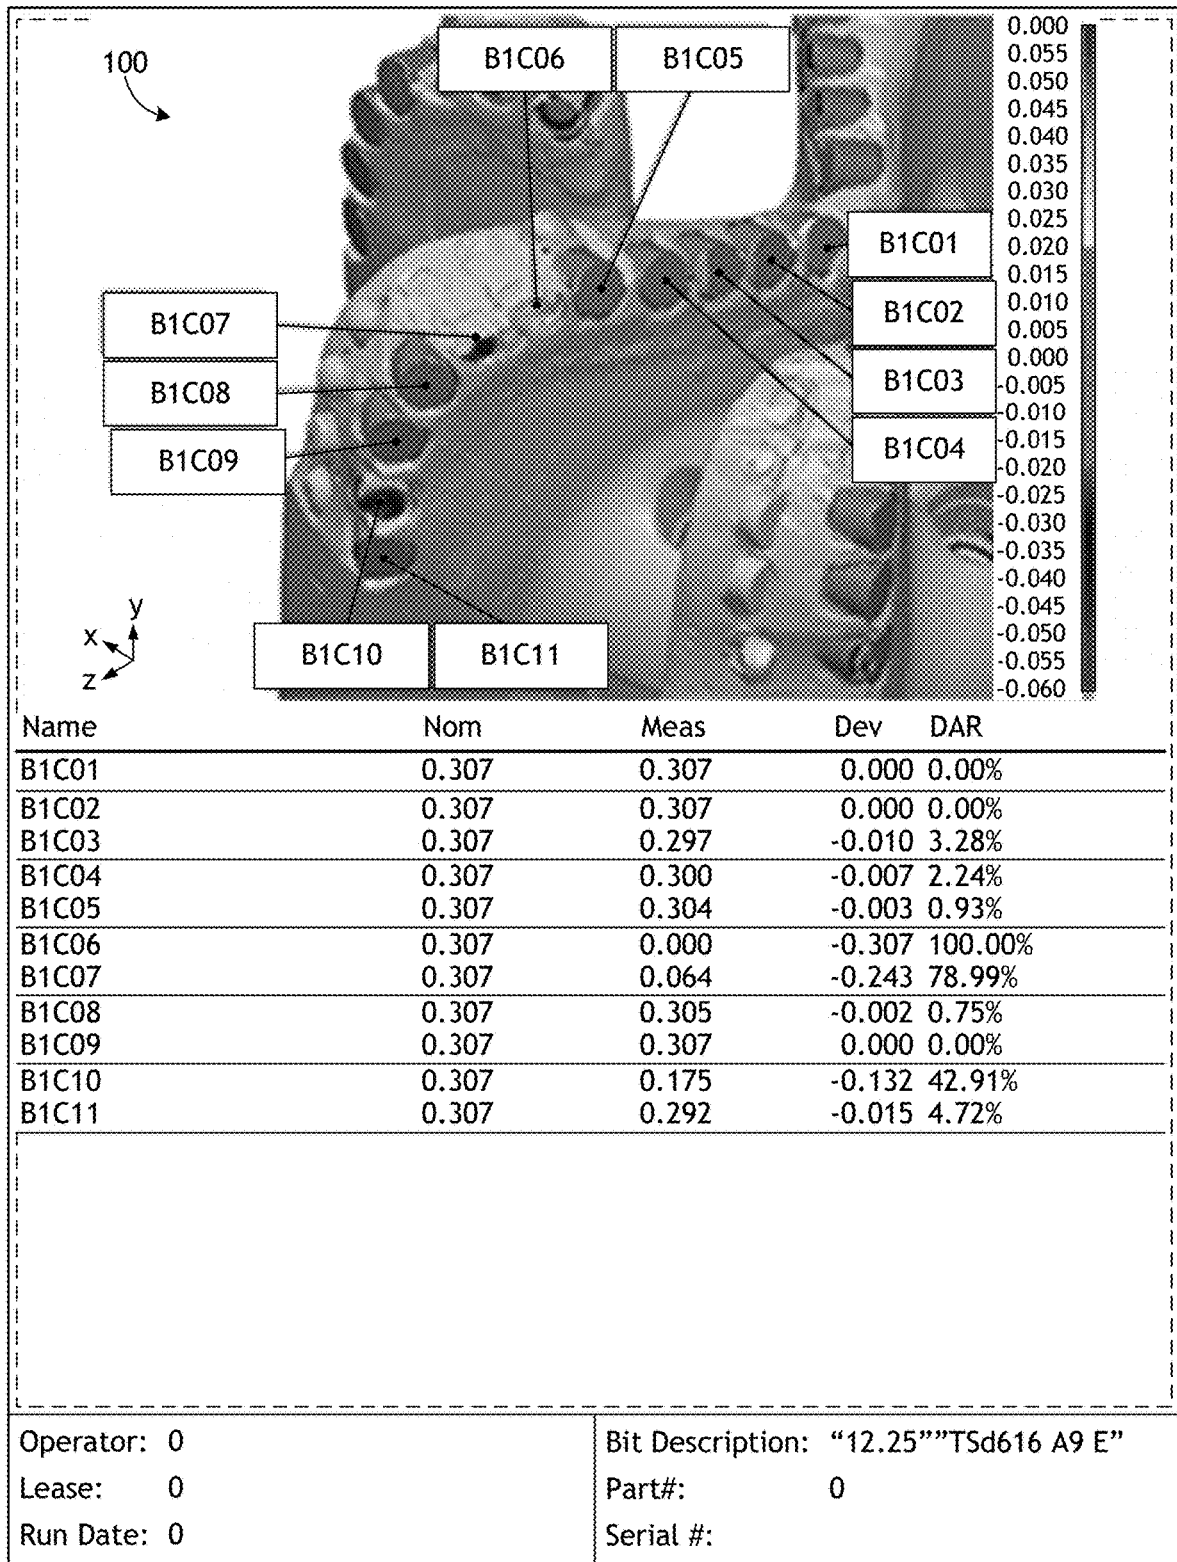 100
B1C06
B1C05
B1C01
B1C02
B1C03
B1C04
B1C07
B1C08
B1C09
B1C10
B1C11
y
x
z
0.000
0.055
0.050
0.045
0.040
0.035
0.030
0.025
0.020
0.015
0.010
0.005
0.000
-0.005
-0.010
-0.015
-0.020
-0.025
-0.030
-0.035
-0.040
-0.045
-0.050
-0.055
-0.060
Name Nom Meas Dev DAR
B1C01 0.307 0.307 0.000 0.00%
B1C02 0.307 0.307 0.000 0.00%
B1C03 0.307 0.297 -0.010 3.28%
B1C04 0.307 0.300 -0.007 2.24%
B1C05 0.307 0.304 -0.003 0.93%
B1C06 0.307 0.000 -0.307 100.00%
B1C07 0.307 0.064 -0.243 78.99%
B1C08 0.307 0.305 -0.002 0.75%
B1C09 0.307 0.307 0.000 0.00%
B1C10 0.307 0.175 -0.132 42.91%
B1C11 0.307 0.292 -0.015 4.72%
Operator: 0
Lease: 0
Run Date: 0
Bit Description: “12.25””TSd616 A9 E”
Part#: 0
Serial #: